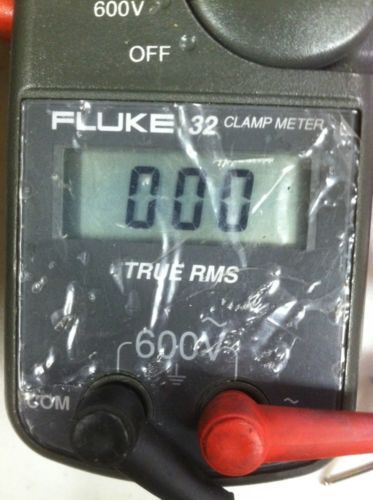 600V
OFF
FLUKE 32 CLAMP METER
000
TRUE RMS
600V
COM ~